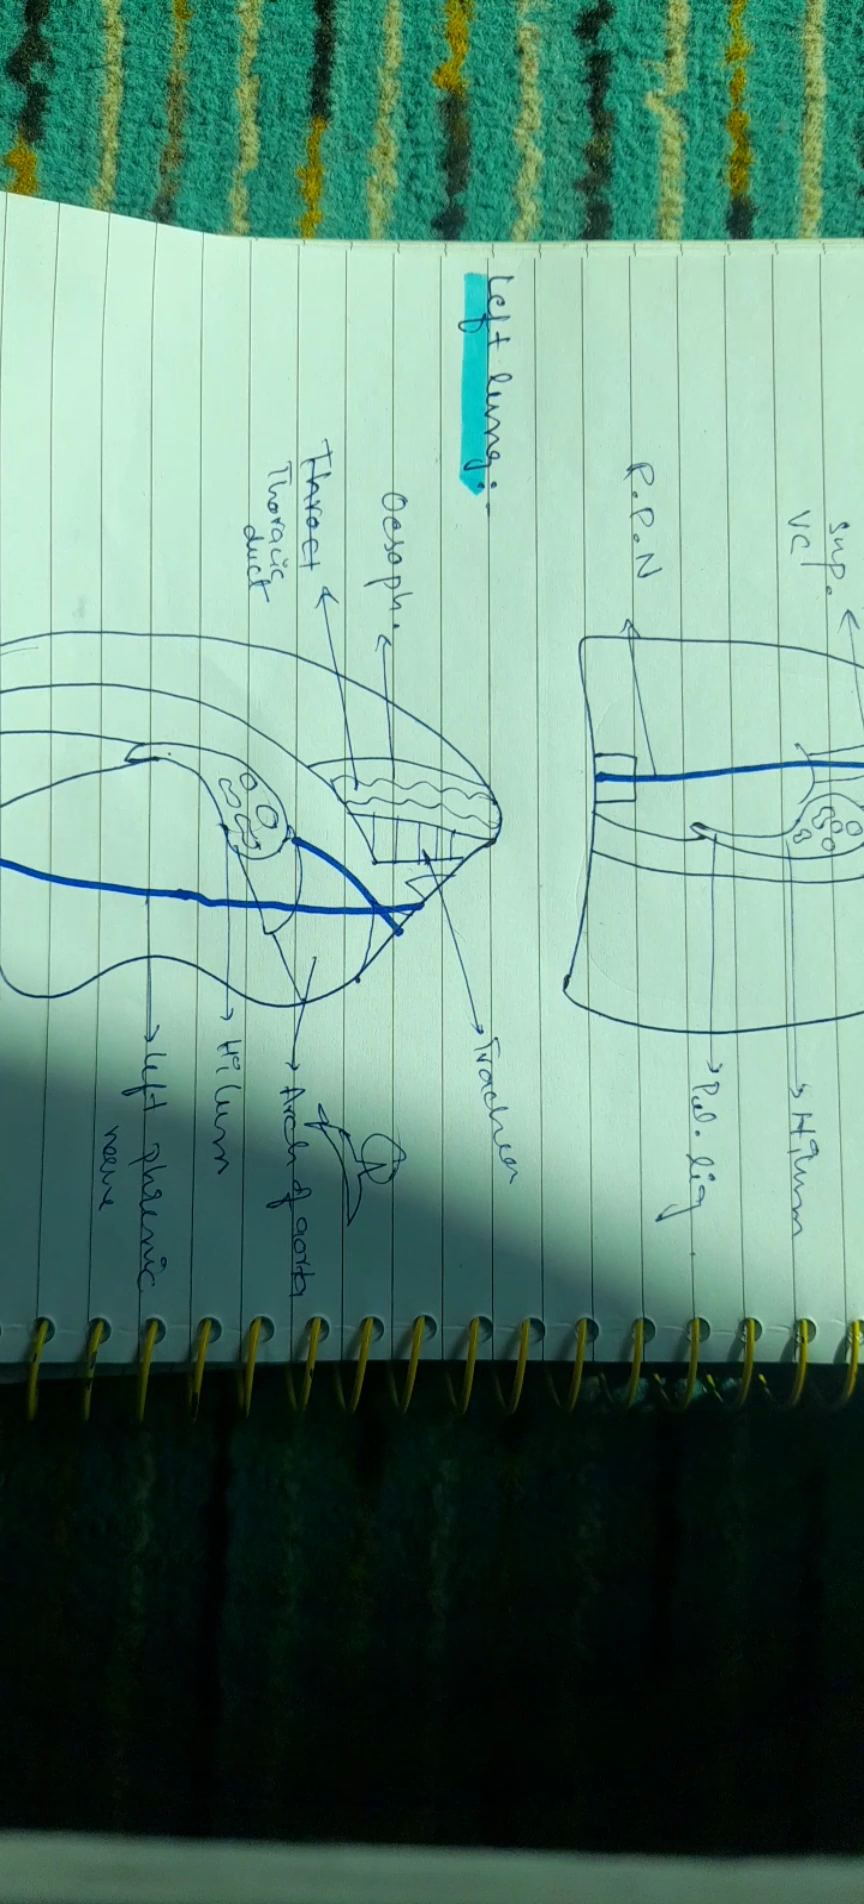 Sup.
VC
R.P.N
Hilum
Pul. lig.
Left lung:
Oesoph.
Thoracic
duct
Trachea
Arch of aorta
Hilum
left phrenic
nerve